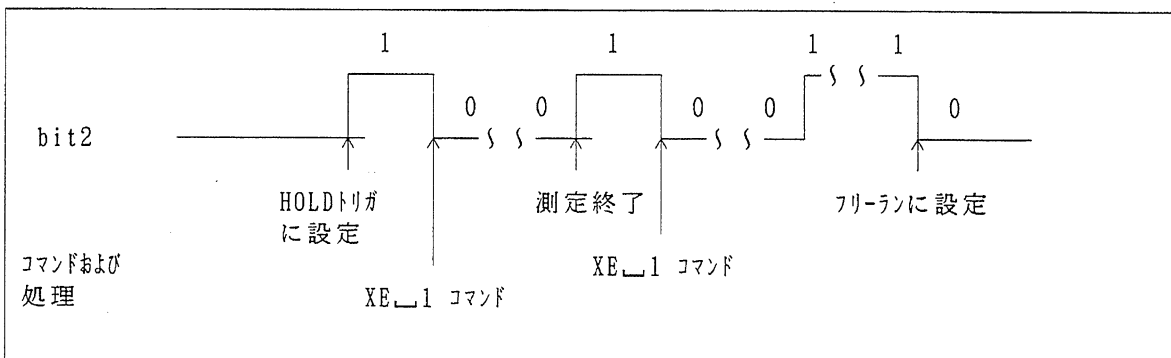 1 1 1 1
0 0 0 0 0
bit2
HOLDﾄﾘｶﾞ
に設定
測定終了
ﾌﾘｰﾗﾝに設定
ｺﾏﾝﾄﾞおよび
処理
XE␣1 ｺﾏﾝﾄﾞ
XE␣1 ｺﾏﾝﾄﾞ